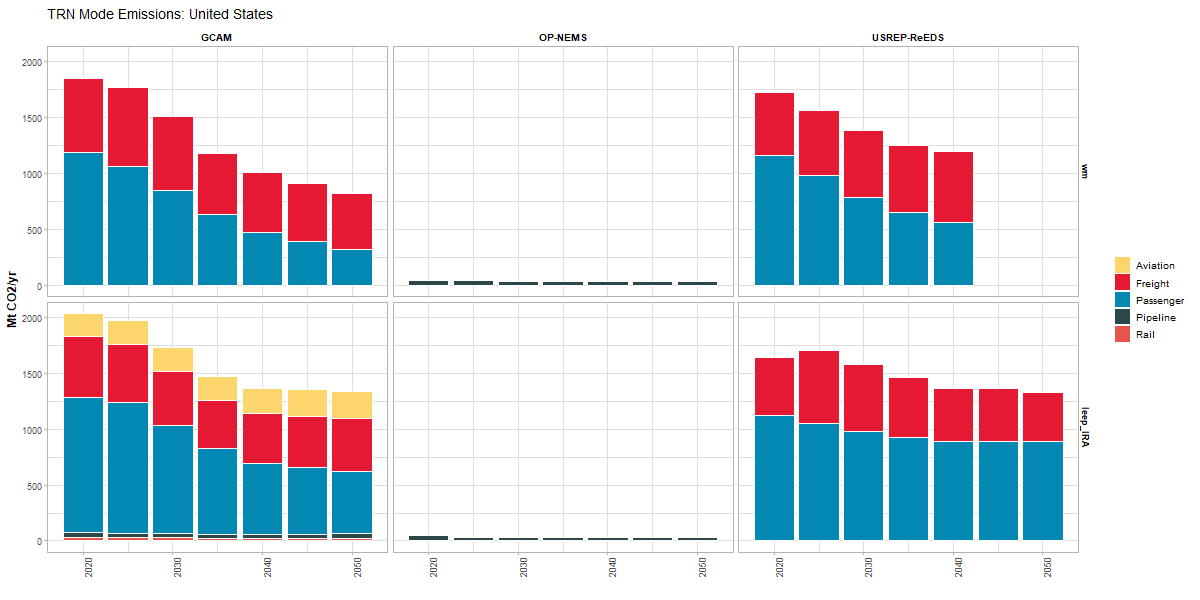 TRN Mode Emissions: United States
GCAM
OP-NEMS
USREP-ReEDS
Mt CO2/yr
2000
1500
1000
500
0
wm
2000
1500
1000
500
0
leep_IRA
2020
2030
2040
2050
2020
2030
2040
2050
2020
2030
2040
2050
Aviation
Freight
Passenger
Pipeline
Rail